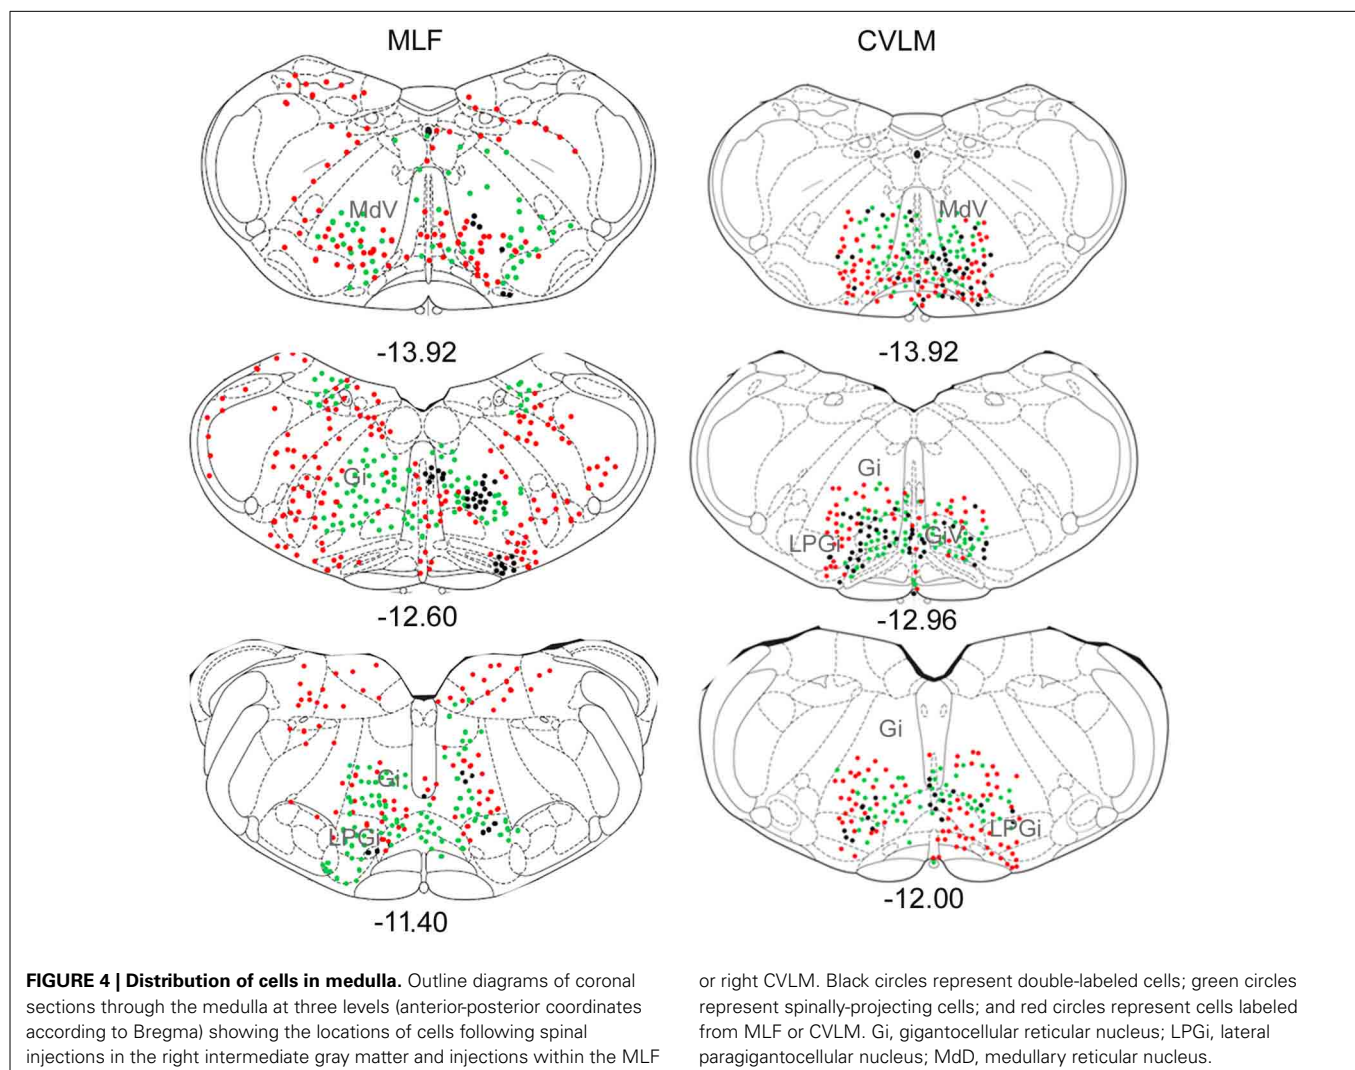 MLF
CVLM
MdV
MdV
-13.92
-13.92
Gi
Gi
LPGi
GiV
-12.60
-12.96
Gi
LPGi
Gi
LPGi
-11.40
-12.00
FIGURE 4 | Distribution of cells in medulla. Outline diagrams of coronal
sections through the medulla at three levels (anterior-posterior coordinates
according to Bregma) showing the locations of cells following spinal
injections in the right intermediate gray matter and injections within the MLF
or right CVLM. Black circles represent double-labeled cells; green circles
represent spinally-projecting cells; and red circles represent cells labeled
from MLF or CVLM. Gi, gigantocellular reticular nucleus; LPGi, lateral
paragigantocellular nucleus; MdD, medullary reticular nucleus.